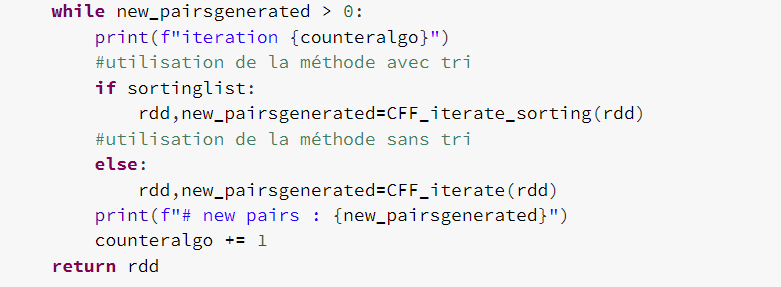 while new_pairsgenerated > 0:
print(f"iteration {counteralgo}")
#utilisation de la méthode avec tri
if sortinglist:
rdd,new_pairsgenerated=CFF_iterate_sorting(rdd)
#utilisation de la méthode sans tri
else:
rdd,new_pairsgenerated=CFF_iterate(rdd)
print(f"# new pairs : {new_pairsgenerated}")
counteralgo += 1
return rdd